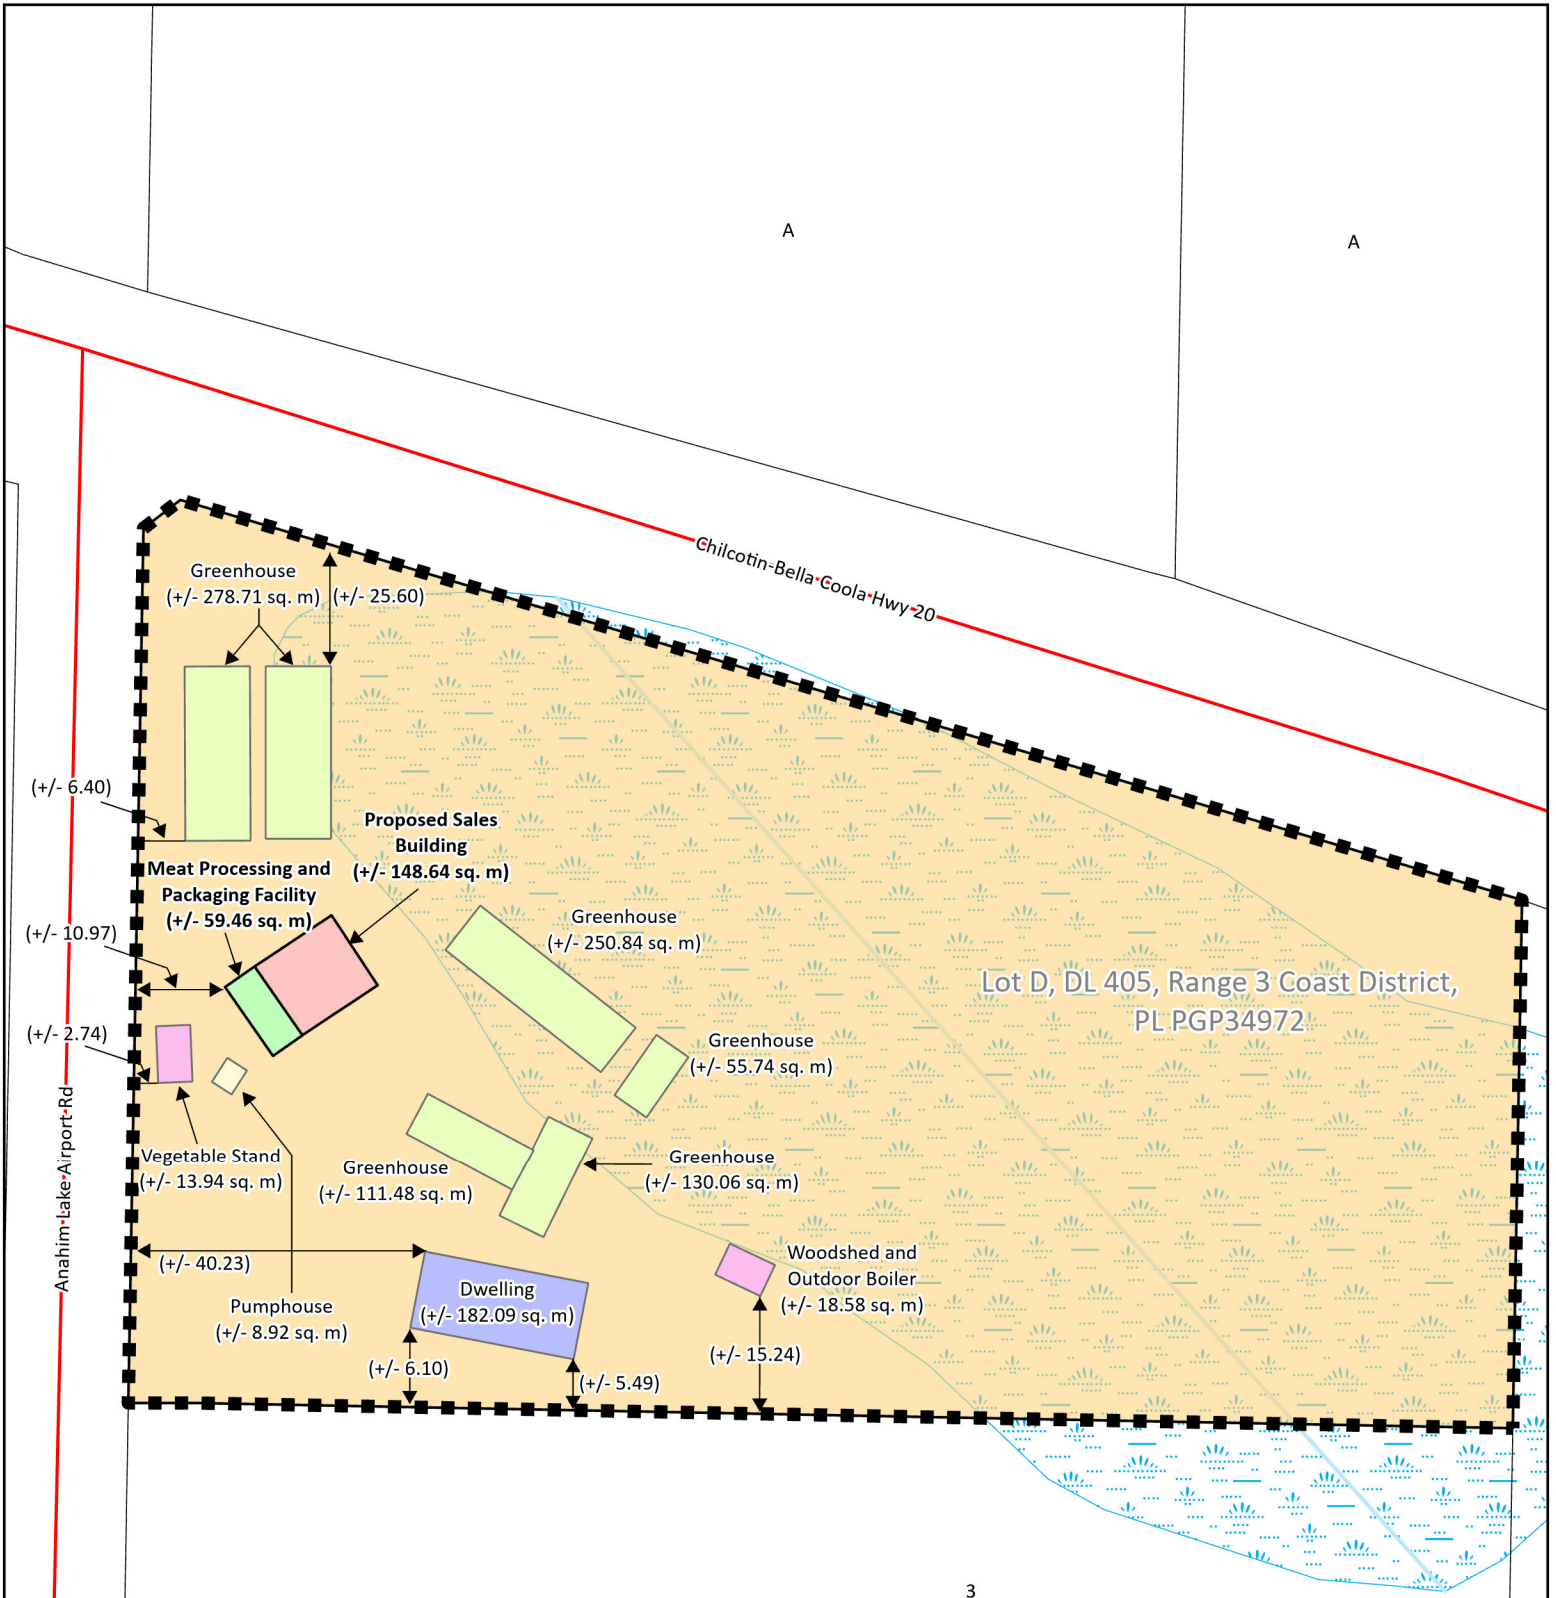 A
A
Chilcotin-Bella Coola Hwy 20
Greenhouse
(+/- 278.71 sq. m)
(+/- 25.60)
(+/- 6.40)
Proposed Sales
Building
(+/- 148.64 sq. m)
Meat Processing and
Packaging Facility
(+/- 59.46 sq. m)
Greenhouse
(+/- 250.84 sq. m)
(+/- 10.97)
Lot D, DL 405, Range 3 Coast District,
PL PGP34972
(+/- 2.74)
Greenhouse
(+/- 55.74 sq. m)
Anahim Lake Airport Rd
Vegetable Stand
(+/- 13.94 sq. m)
Greenhouse
(+/- 111.48 sq. m)
Greenhouse
(+/- 130.06 sq. m)
(+/- 40.23)
Woodshed and
Outdoor Boiler
(+/- 18.58 sq. m)
Dwelling
(+/- 182.09 sq. m)
Pumphouse
(+/- 8.92 sq. m)
(+/- 6.10)
(+/- 5.49)
(+/- 15.24)
3